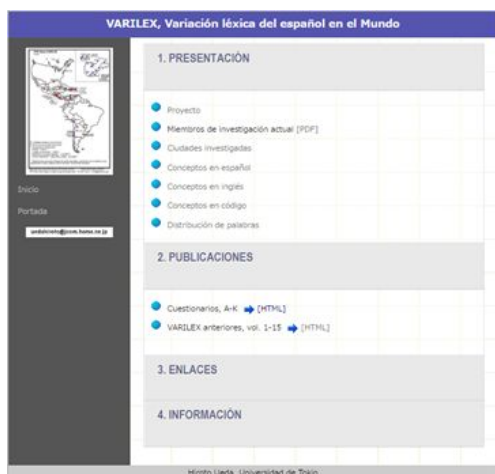 VARILEX, Variación léxica del español en el Mundo
Inicio
Portada
1. PRESENTACIÓN
Proyecto
Miembros de investigación actual [PDF]
Ciudades investigadas
Conceptos en español
Conceptos en inglés
Conceptos en código
Distribución de palabras
2. PUBLICACIONES
Cuestionarios, A-K [HTML]
VARILEX anteriores, vol. 1-15 [HTML]
3. ENLACES
4. INFORMACIÓN
Hiroto Ueda, Universidad de Tokio